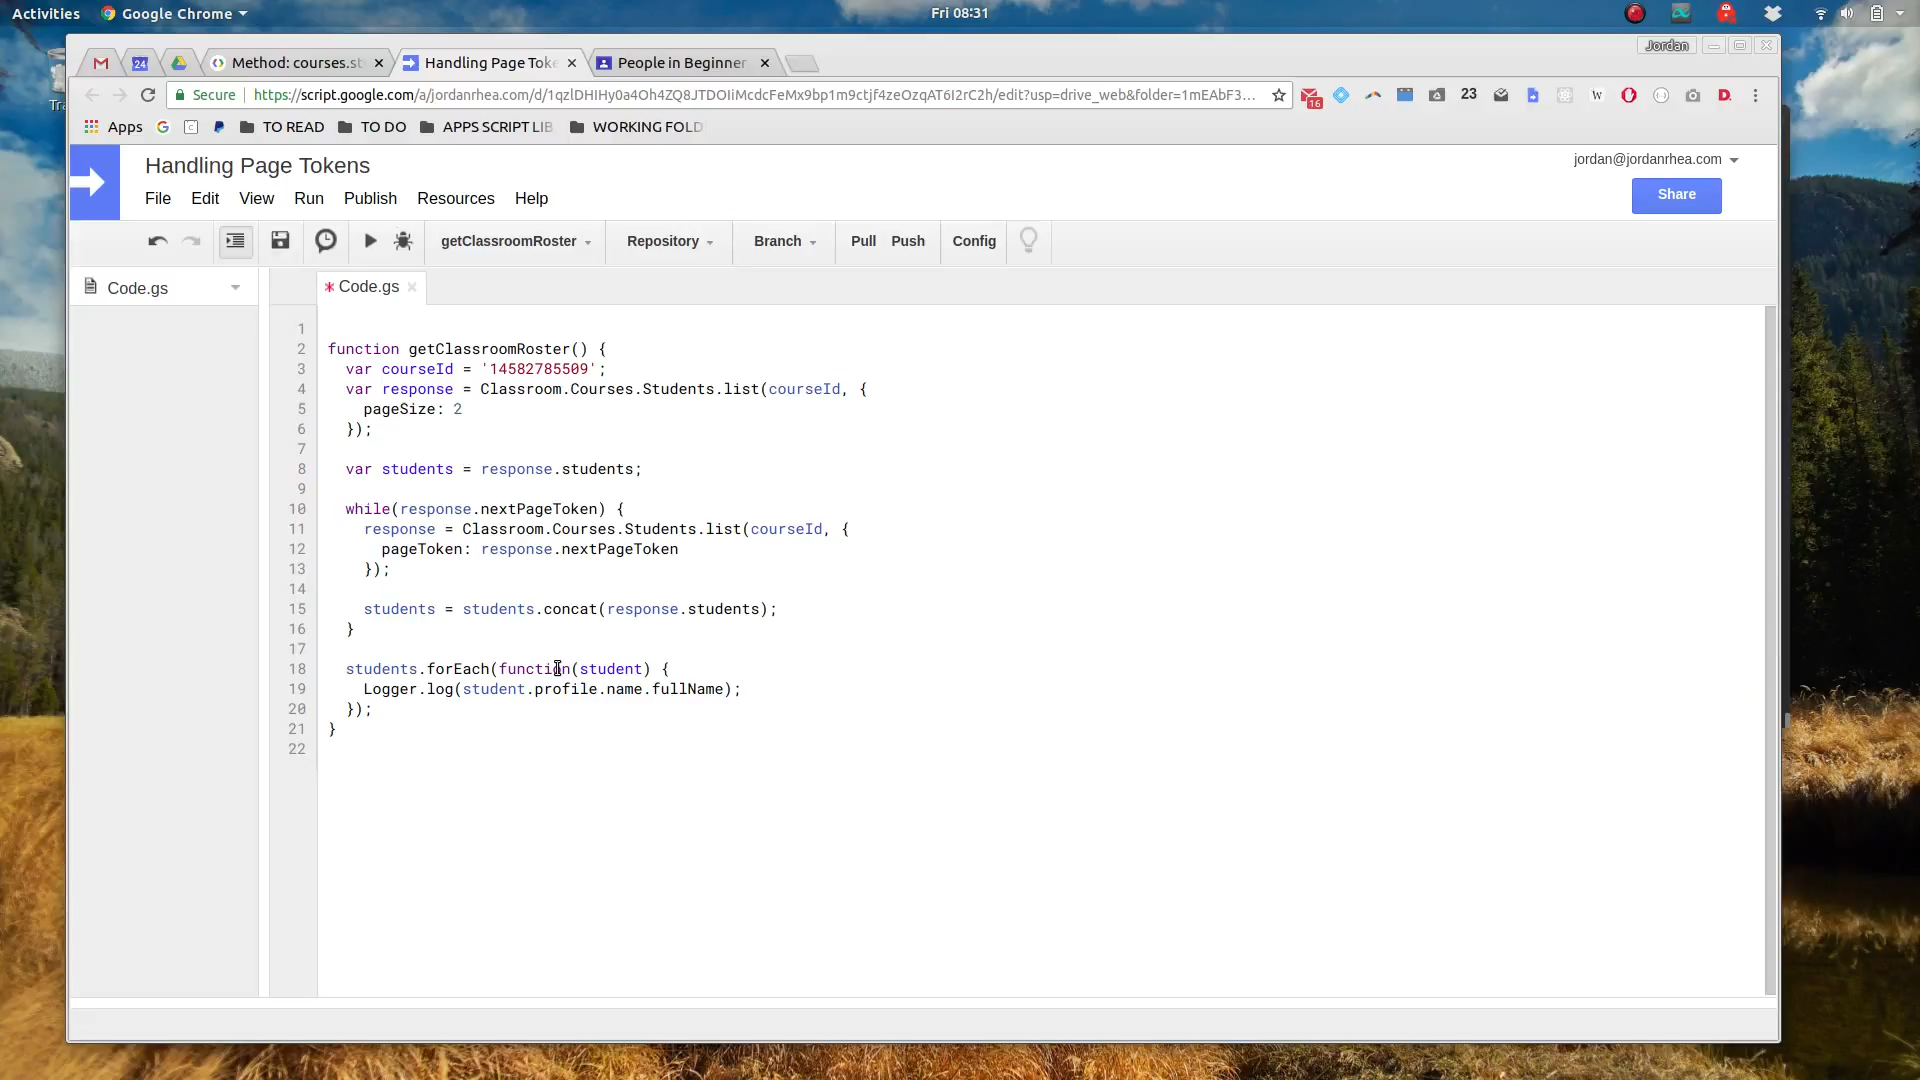 Activities Google Chrome Fri 08:31
Jordan
24 Method: courses.st Handling Page Toke People in Beginner
Secure https://script.google.com/a/jordanrhea.com/d/1qzlDHIHy0a4Oh4ZQ8JTDOIiMcdcFeMx9bp1m9ctjf4zeOzqAT6I2rC2h/edit?usp=drive_web&folder=1mEAbF3... 16 23 W D.
Apps TO READ TO DO APPS SCRIPT LIB WORKING FOLD
Handling Page Tokens
jordan@jordanrhea.com
File Edit View Run Publish Resources Help
Share
getClassroomRoster Repository Branch Pull Push Config
Code.gs
* Code.gs
1
2 function getClassroomRoster() {
3 var courseId = '14582785509';
4 var response = Classroom.Courses.Students.list(courseId, {
5 pageSize: 2
6 });
7
8 var students = response.students;
9
10 while(response.nextPageToken) {
11 response = Classroom.Courses.Students.list(courseId, {
12 pageToken: response.nextPageToken
13 });
14
15 students = students.concat(response.students);
16 }
17
18 students.forEach(function(student) {
19 Logger.log(student.profile.name.fullName);
20 });
21 }
22